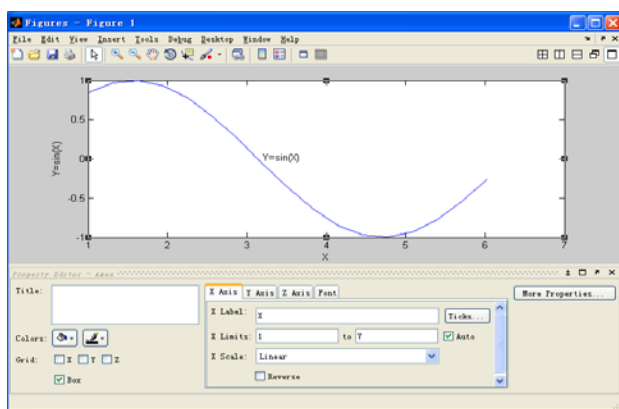 Figures - Figure 1
File Edit View Insert Tools Debug Desktop Window Help
1
0.5
0
-0.5
-1
Y=sin(X)
Y=sin(X)
1 2 3 4 5 6 7
X
Property Editor - Axes
Title:
Colors:
Grid: X Y Z
Box
X Axis Y Axis Z Axis Font
X Label: X Ticks...
X Limits: 1 to 7 Auto
X Scale: Linear
Reverse
More Properties...